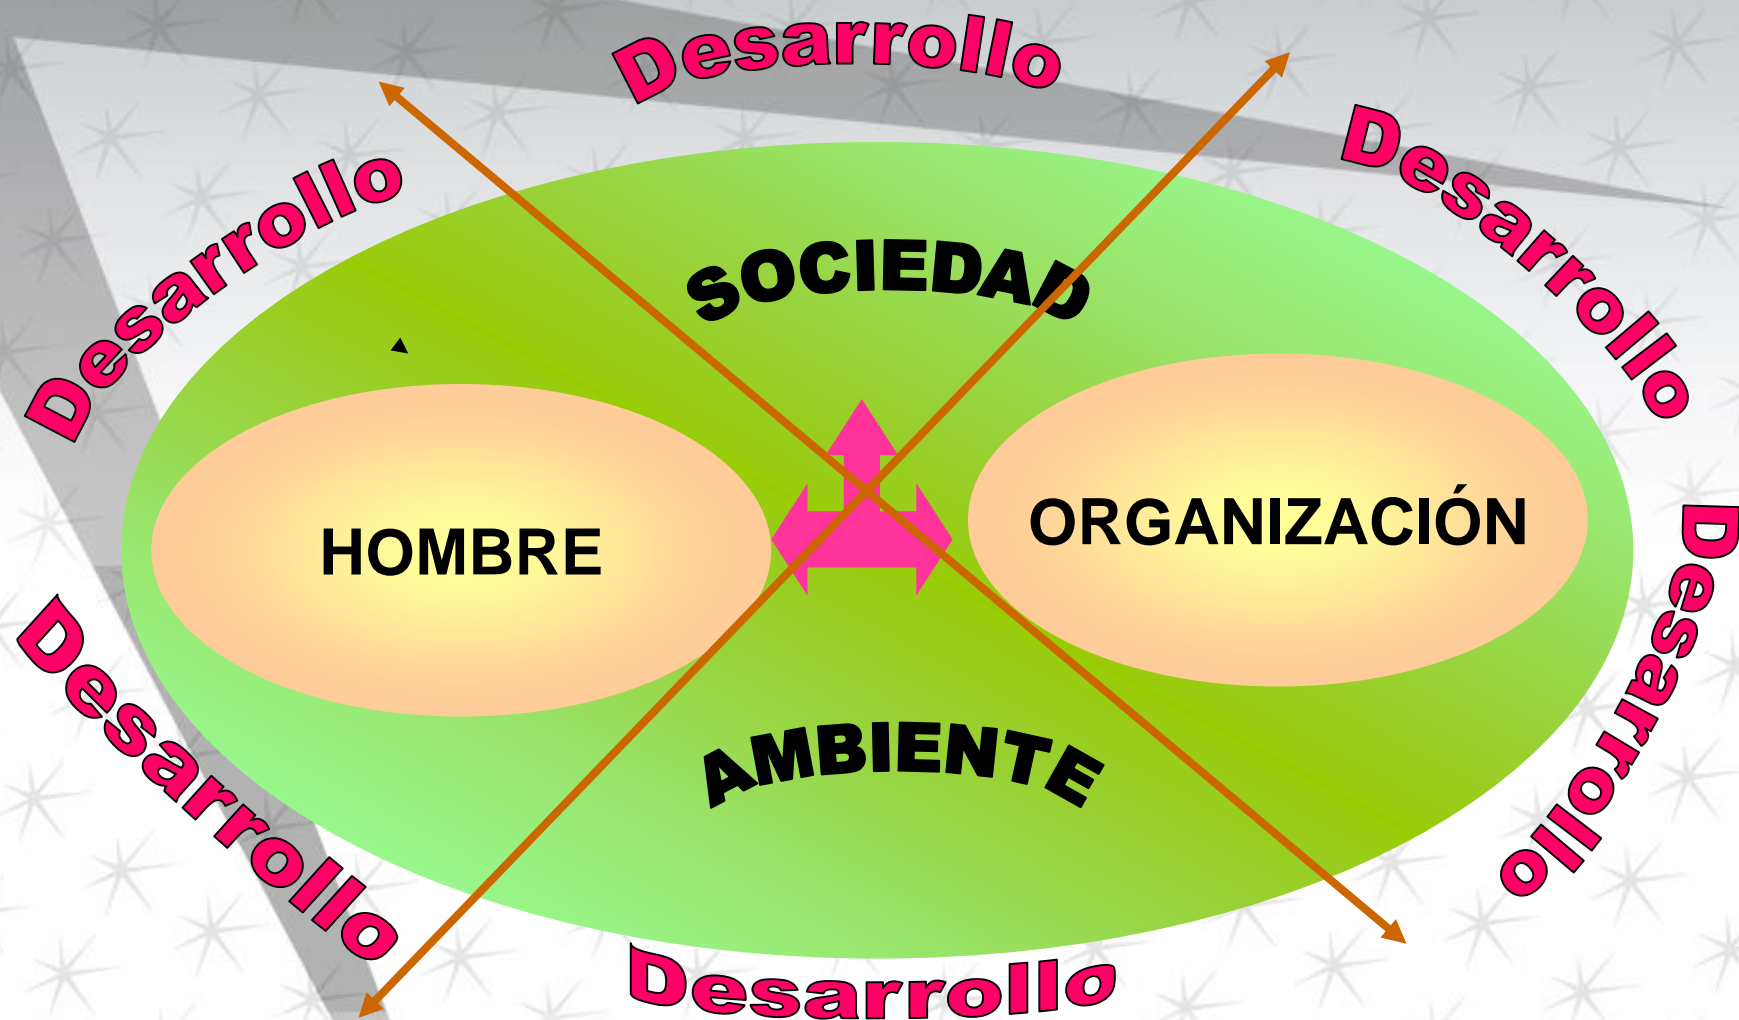 Desarrollo
Desarrollo
Desarrollo
SOCIEDAD
HOMBRE
ORGANIZACIÓN
Desarrollo
Desarrollo
AMBIENTE
Desarrollo